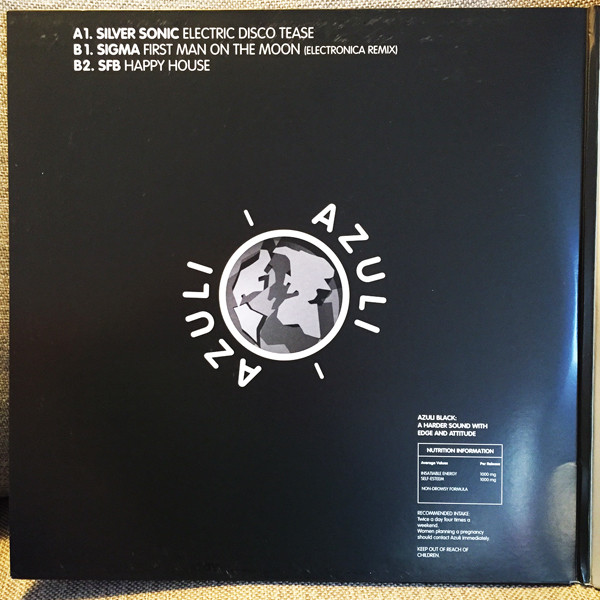 A1. SILVER SONIC ELECTRIC DISCO TEASE
B1. SIGMA FIRST MAN ON THE MOON (ELECTRONICA REMIX)
B2. SFB HAPPY HOUSE
AZULI –
AZULI –
AZULI BLACK:
A HARDER SOUND WITH
EDGE AND ATTITUDE
NUTRITION INFORMATION
Average Values Per Release
INSATIABLE ENERGY 1000 mg
SELF-ESTEEM 1000 mg
NON-DROWSY FORMULA
RECOMMENDED INTAKE:
Twice a day four times a
weekend.
Women planning a pregnancy
should contact Azuli immediately.
KEEP OUT OF REACH OF
CHILDREN.